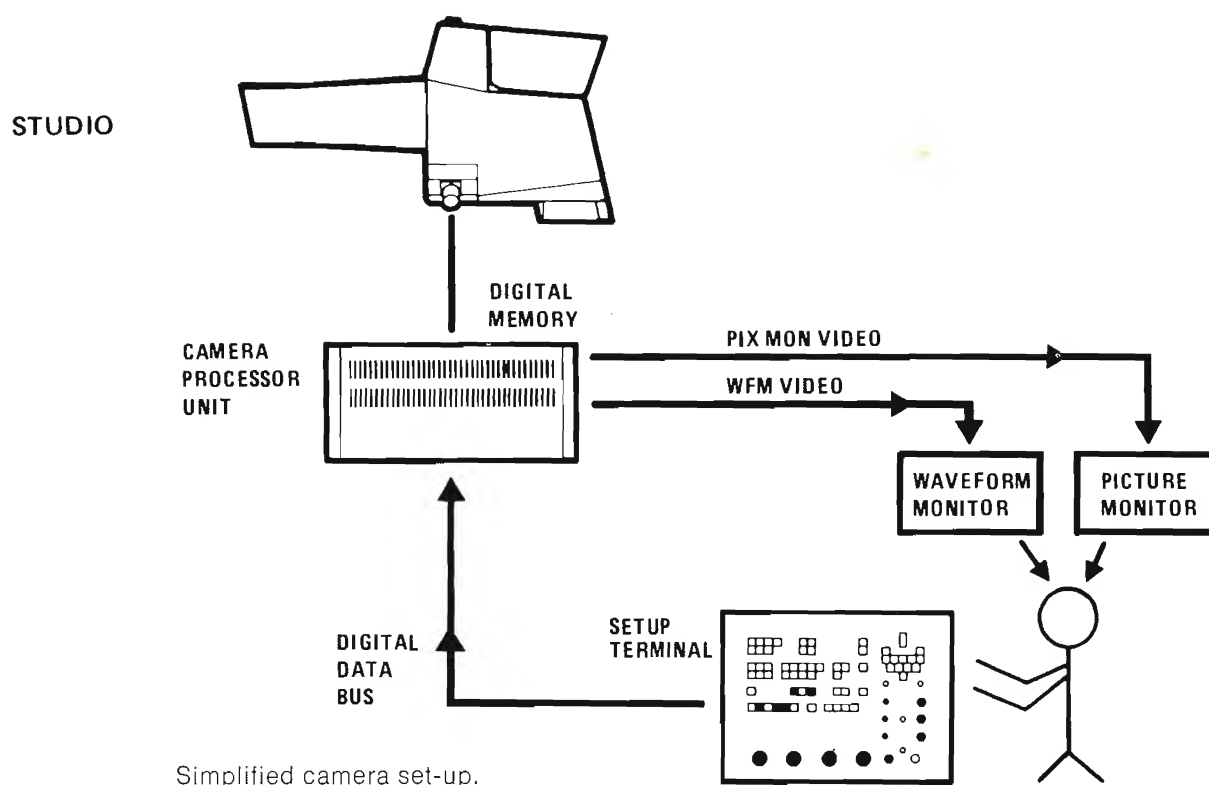 STUDIO
DIGITAL
MEMORY
CAMERA
PROCESSOR
UNIT
PIX MON VIDEO
WFM VIDEO
WAVEFORM
MONITOR
PICTURE
MONITOR
DIGITAL
DATA
BUS
SETUP
TERMINAL
Simplified camera set-up.